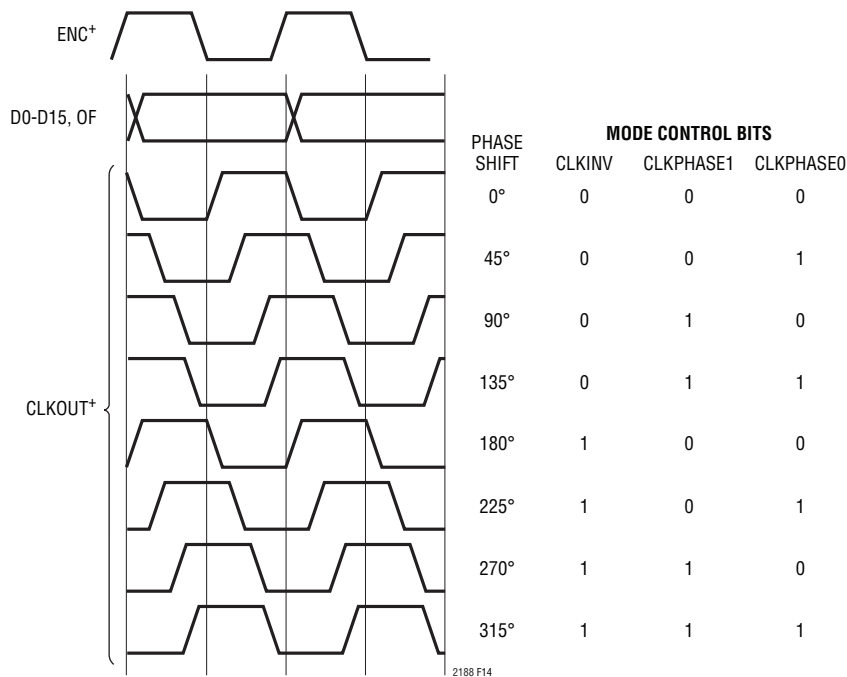 ENC+
D0-D15, OF
CLKOUT+
MODE CONTROL BITS
PHASE SHIFT CLKINV CLKPHASE1 CLKPHASE0
0° 0 0 0
45° 0 0 1
90° 0 1 0
135° 0 1 1
180° 1 0 0
225° 1 0 1
270° 1 1 0
315° 1 1 1
2188 F14